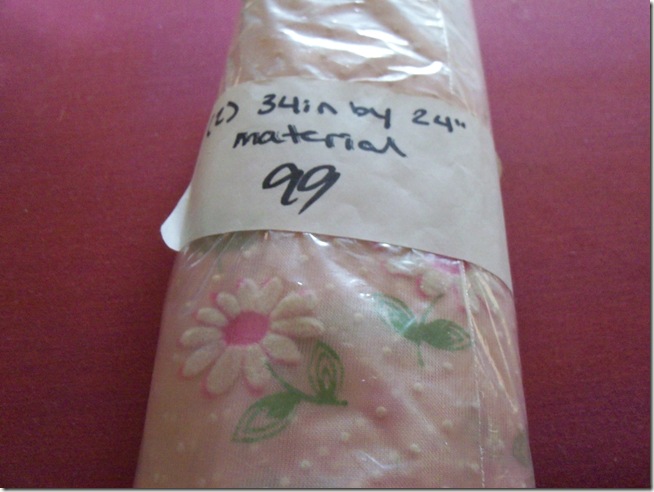 34in by 24"
material
99